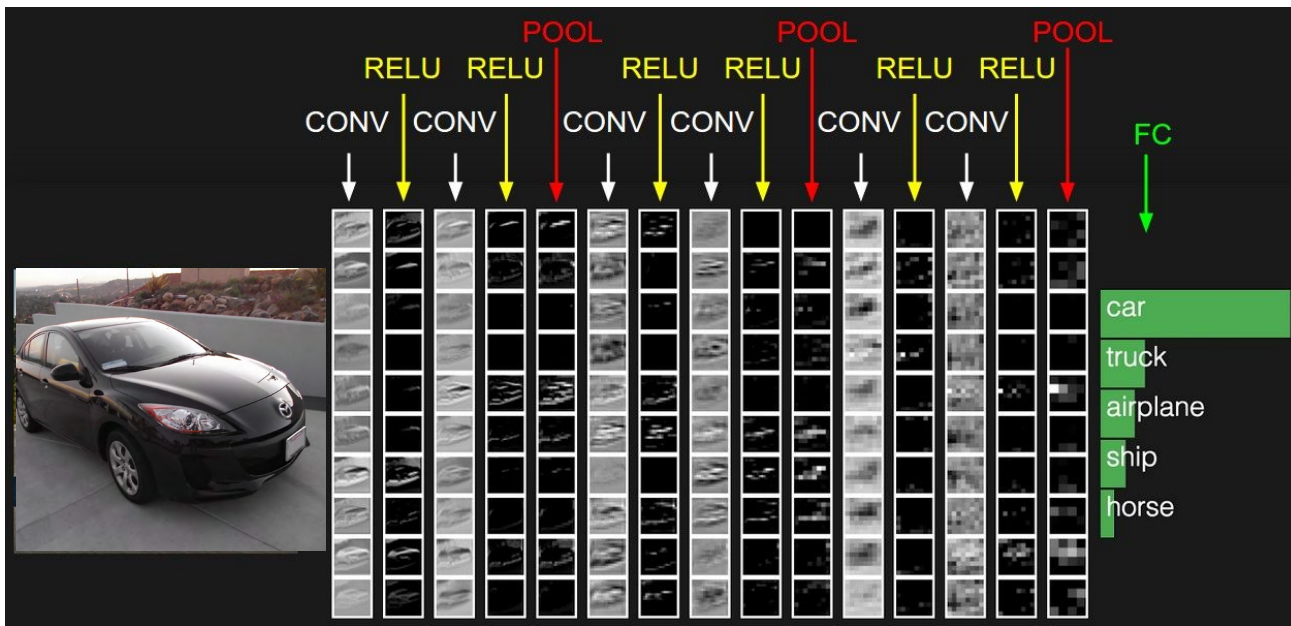 POOL POOL POOL
RELU RELU RELU RELU RELU RELU
CONV CONV CONV CONV CONV CONV
FC
car
truck
airplane
ship
horse